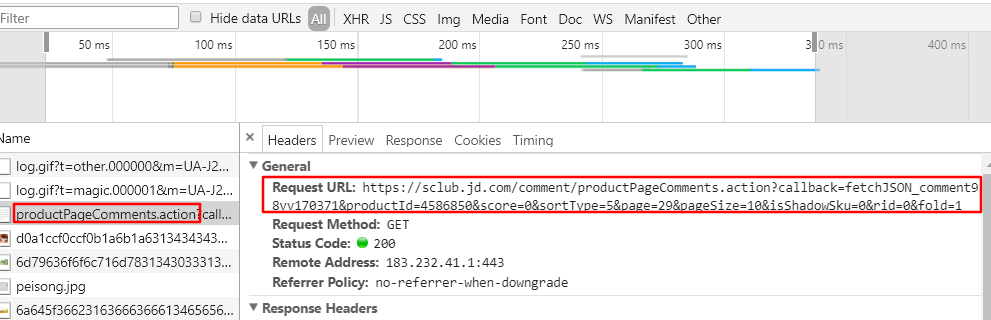 Filter
Hide data URLs All XHR JS CSS Img Media Font Doc WS Manifest Other
50 ms 100 ms 150 ms 200 ms 250 ms 300 ms 350 ms 400 ms
Name
× Headers Preview Response Cookies Timing
log.gif?t=other.000000&m=UA-J2...
log.gif?t=magic.000001&m=UA-J2...
productPageComments.action?call...
d0a1ccf0ccf0b1a6b1a6313434343...
6d79636f6f6c716d7831343033313...
peisong.jpg
6a645f36623163666366613465656...
▼ General
Request URL: https://sclub.jd.com/comment/productPageComments.action?callback=fetchJSON_comment9
8vv170371&productId=4586850&score=0&sortType=5&page=29&pageSize=10&isShadowSku=0&rid=0&fold=1
Request Method: GET
Status Code: 200
Remote Address: 183.232.41.1:443
Referrer Policy: no-referrer-when-downgrade
▼ Response Headers